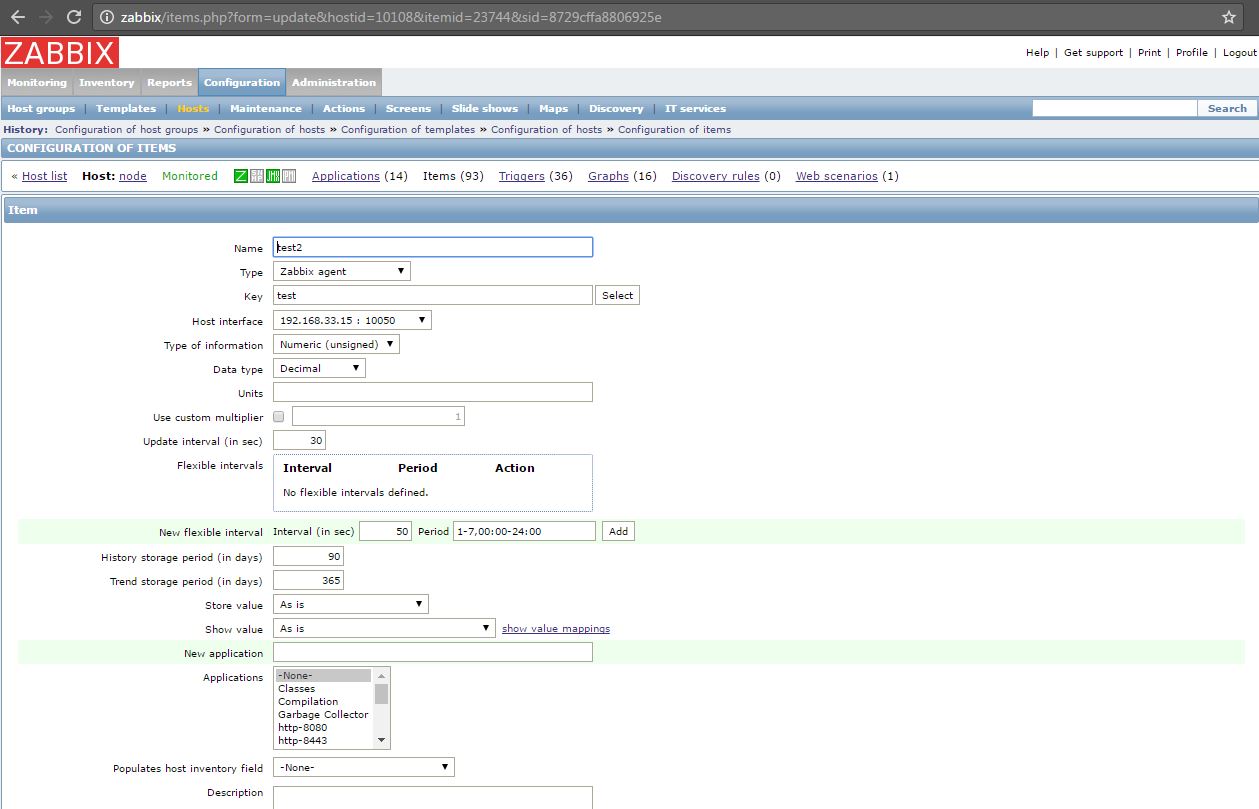 zabbix/items.php?form=update&hostid=10108&itemid=23744&sid=8729cffa8806925e
ZABBIX
Help | Get support | Print | Profile | Logout
Monitoring Inventory Reports Configuration Administration
Host groups | Templates | Hosts | Maintenance | Actions | Screens | Slide shows | Maps | Discovery | IT services Search
History: Configuration of host groups » Configuration of hosts » Configuration of templates » Configuration of hosts » Configuration of items
CONFIGURATION OF ITEMS
« Host list Host: node Monitored Z JMX Applications (14) Items (93) Triggers (36) Graphs (16) Discovery rules (0) Web scenarios (1)
Item
Name test2
Type Zabbix agent
Key test Select
Host interface 192.168.33.15 : 10050
Type of information Numeric (unsigned)
Data type Decimal
Units
Use custom multiplier 1
Update interval (in sec) 30
Flexible intervals Interval Period Action
No flexible intervals defined.
New flexible interval Interval (in sec) 50 Period 1-7,00:00-24:00 Add
History storage period (in days) 90
Trend storage period (in days) 365
Store value As is
Show value As is show value mappings
New application
Applications -None-
Classes
Compilation
Garbage Collector
http-8080
http-8443
Populates host inventory field -None-
Description